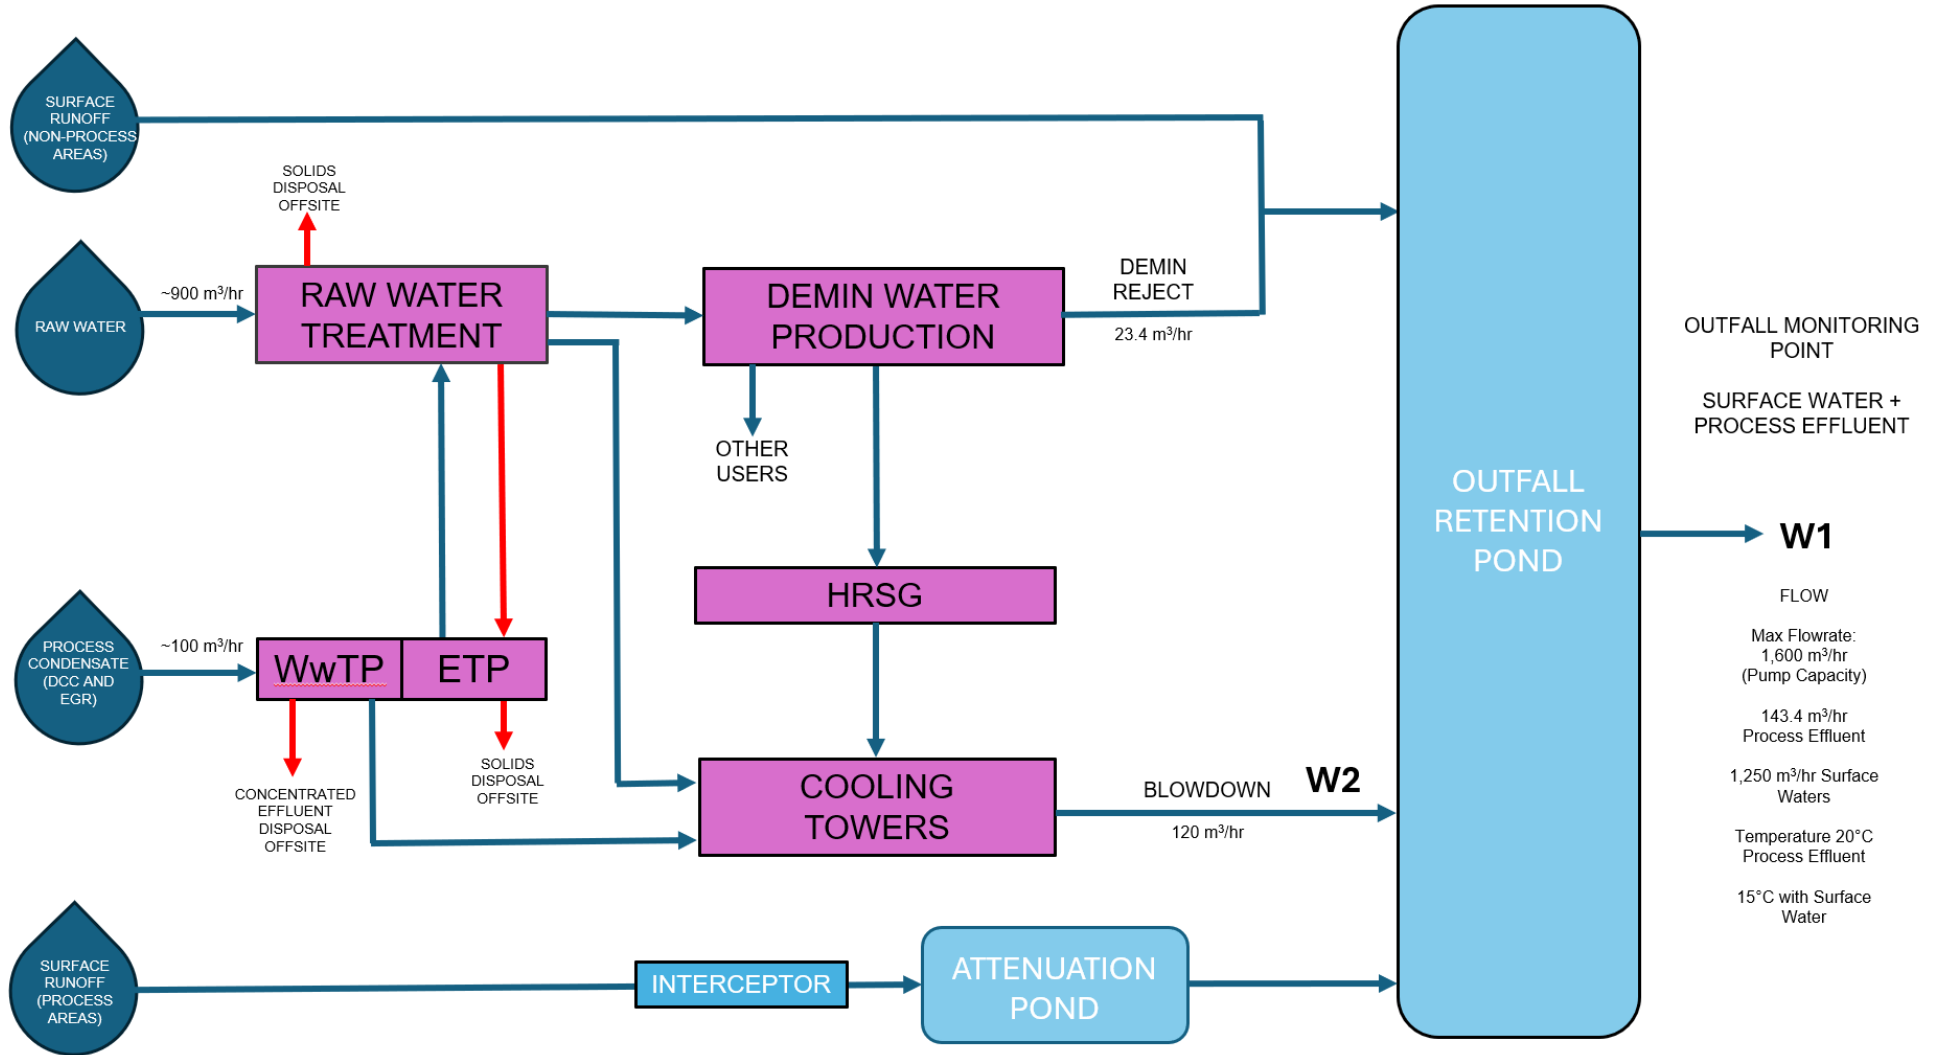 SURFACE
RUNOFF
(NON-PROCESS
AREAS)
SOLIDS
DISPOSAL
OFFSITE
RAW WATER
~900 m³/hr
RAW WATER
TREATMENT
DEMIN WATER
PRODUCTION
DEMIN
REJECT
23.4 m³/hr
OTHER
USERS
HRSG
PROCESS
CONDENSATE
(DCC AND
EGR)
~100 m³/hr
WwTP
ETP
CONCENTRATED
EFFLUENT
DISPOSAL
OFFSITE
SOLIDS
DISPOSAL
OFFSITE
COOLING
TOWERS
BLOWDOWN
120 m³/hr
W2
SURFACE
RUNOFF
(PROCESS
AREAS)
INTERCEPTOR
ATTENUATION
POND
OUTFALL
RETENTION
POND
OUTFALL MONITORING
POINT
SURFACE WATER +
PROCESS EFFLUENT
W1
FLOW
Max Flowrate:
1,600 m³/hr
(Pump Capacity)
143.4 m³/hr
Process Effluent
1,250 m³/hr Surface
Waters
Temperature 20°C
Process Effluent
15°C with Surface
Water